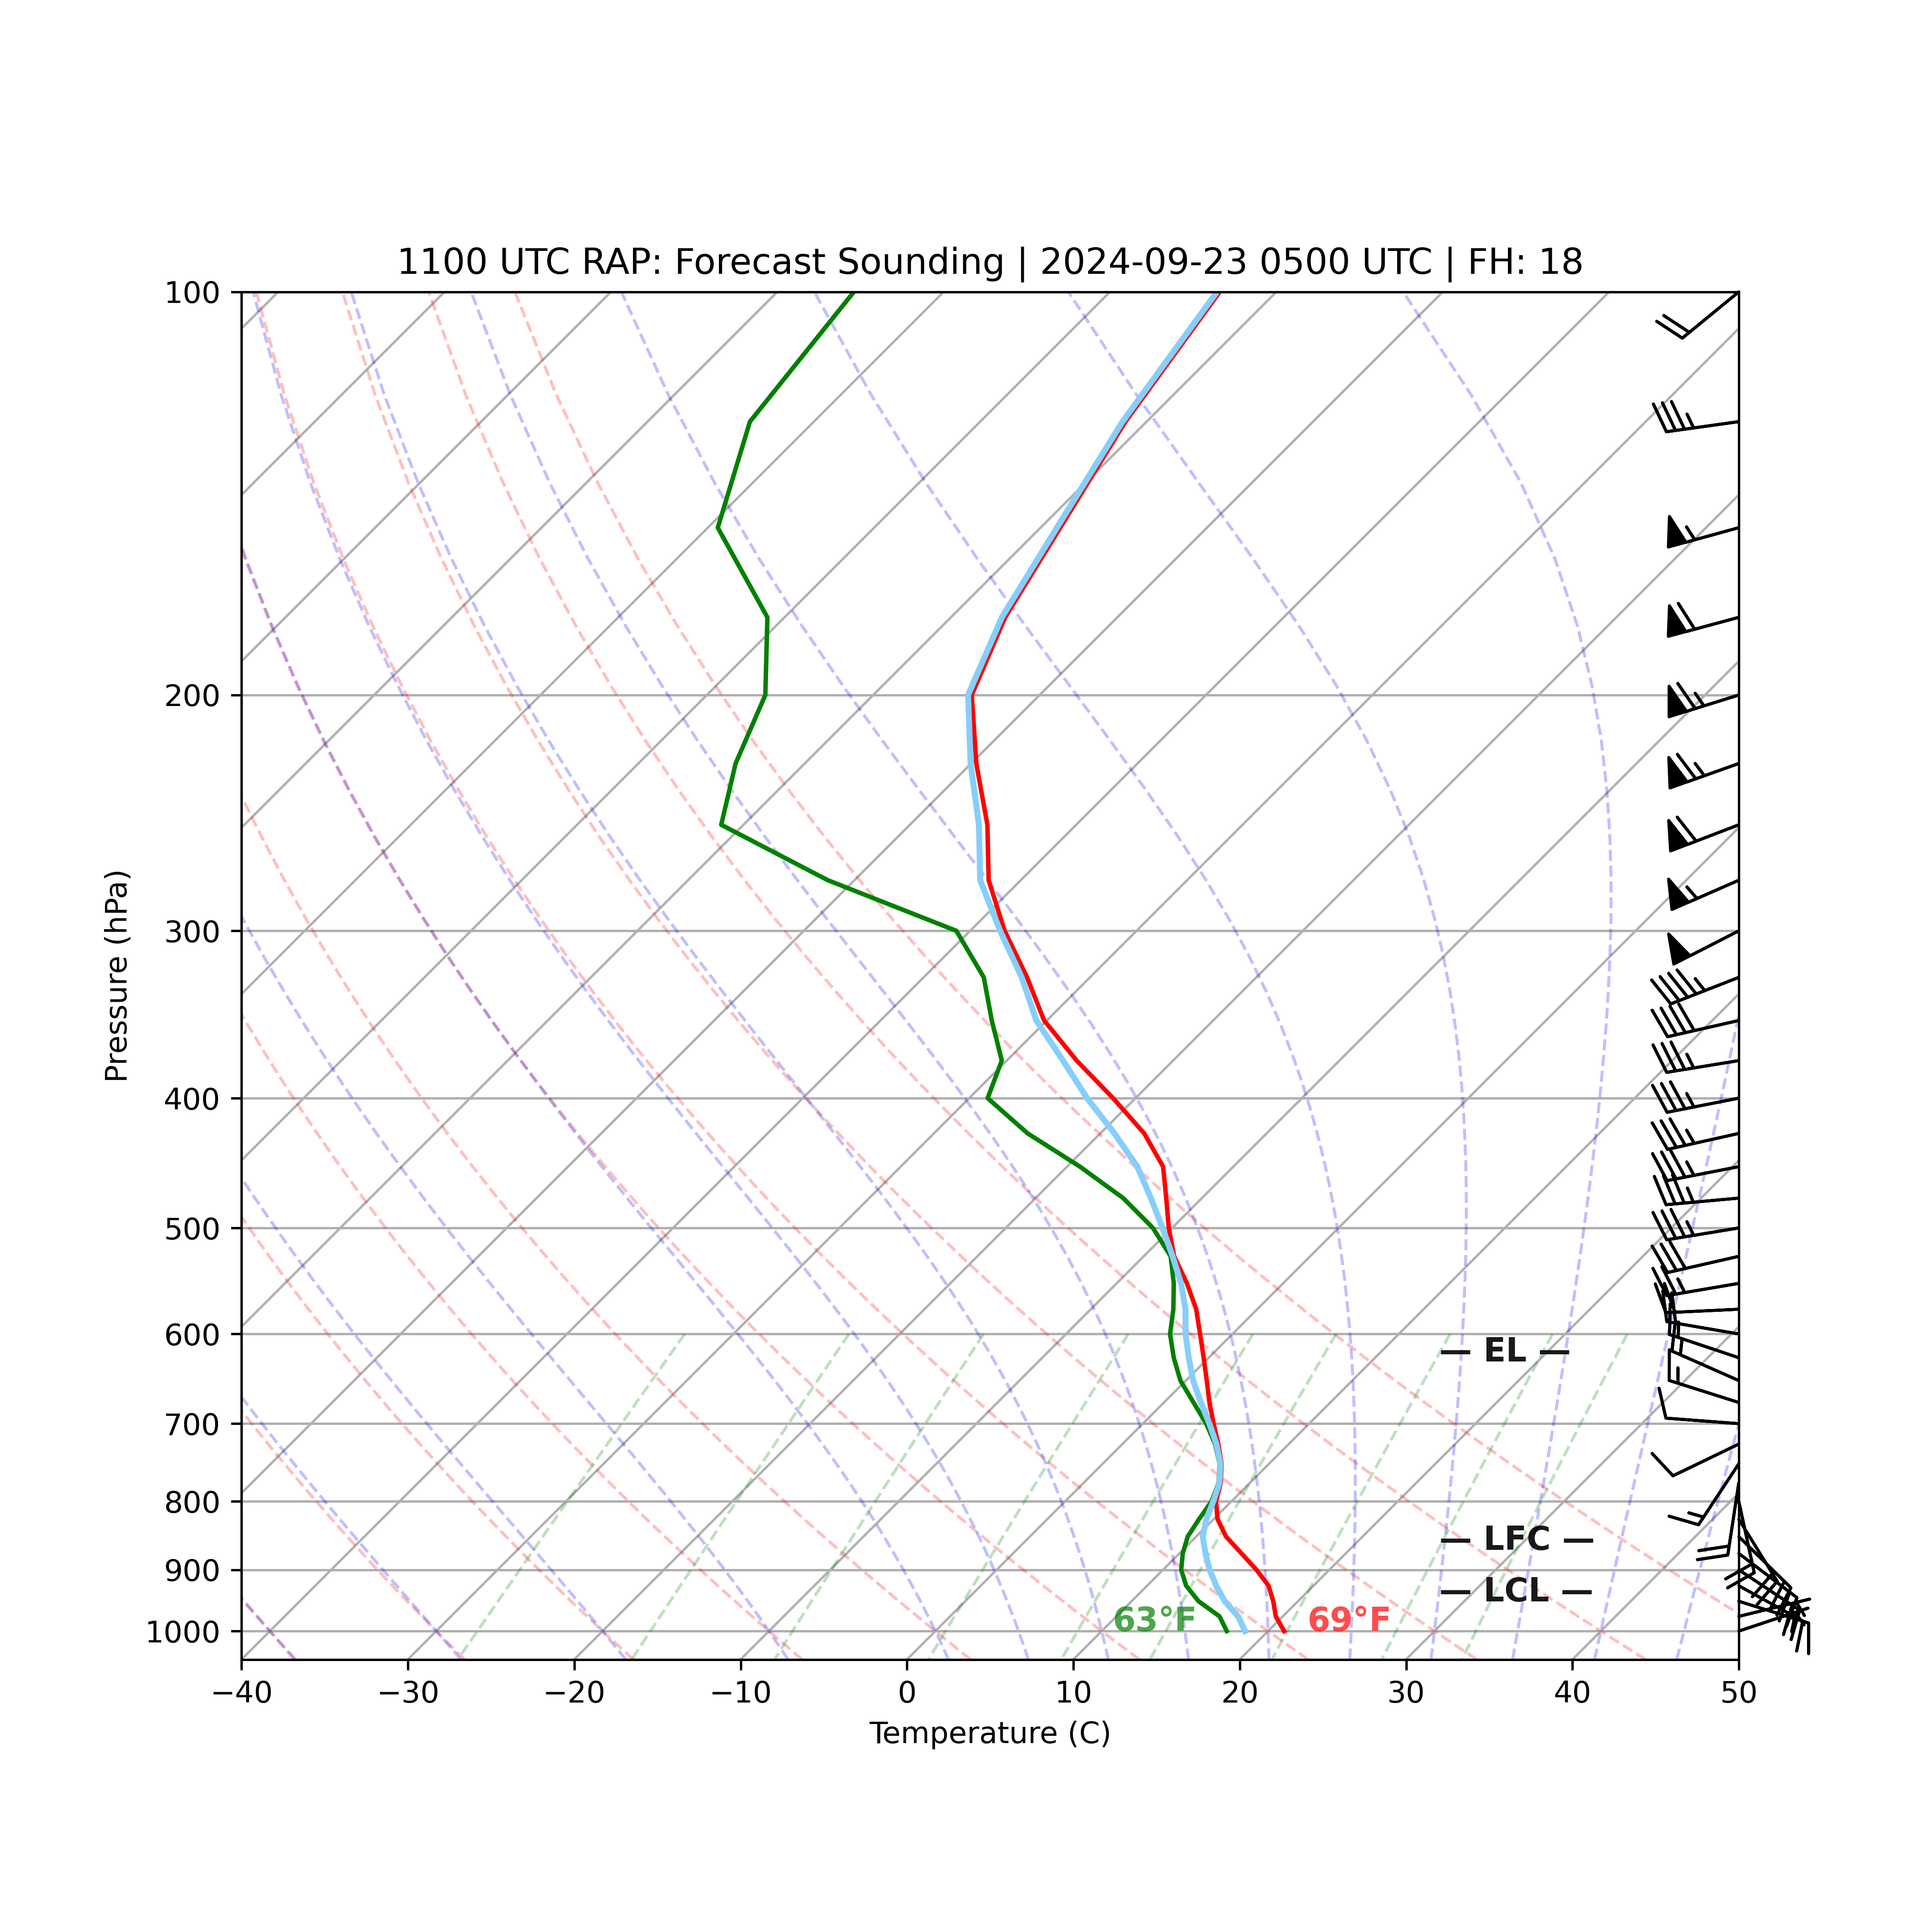 1100 UTC RAP: Forecast Sounding | 2024-09-23 0500 UTC | FH: 18
100
200
300
400
500
600
700
800
900
1000
Pressure (hPa)
— EL —
— LFC —
— LCL —
63°F
69°F
−40 −30 −20 −10 0 10 20 30 40 50
Temperature (C)